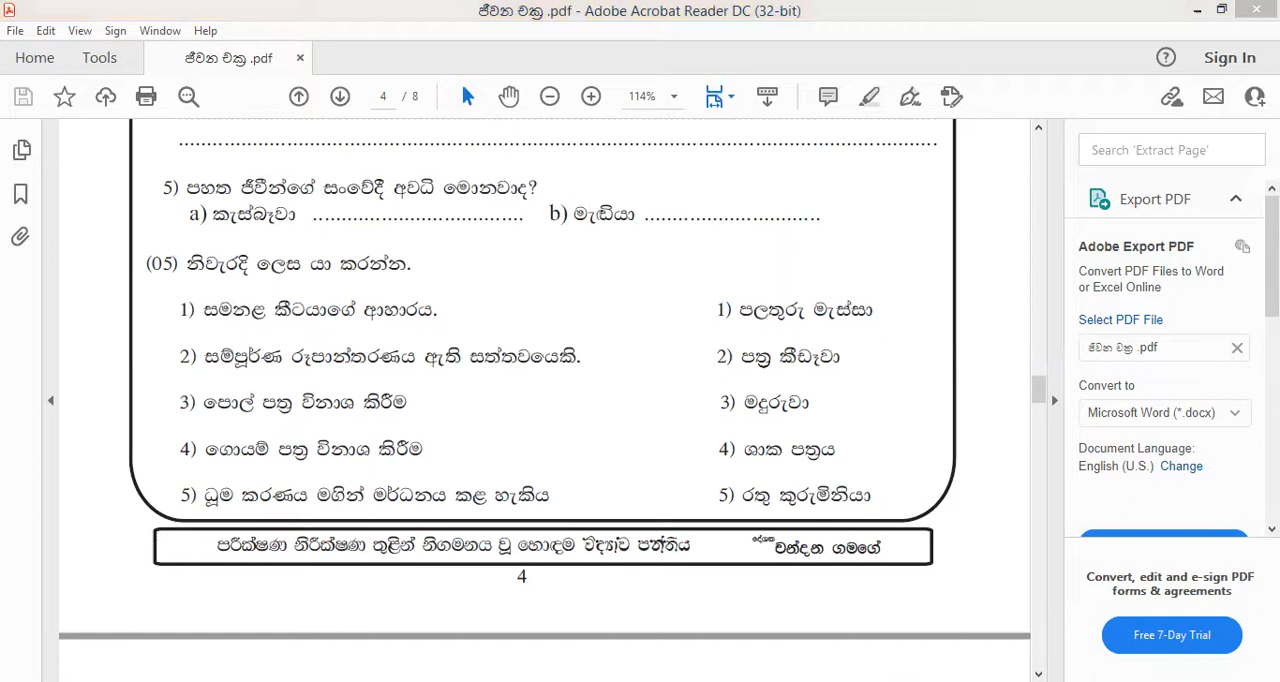 ජීවන චක්‍ර .pdf - Adobe Acrobat Reader DC (32-bit)
File Edit View Sign Window Help
Home Tools ජීවන චක්‍ර .pdf × Sign In
4 / 8 114%
5) පහත ජීවීන්ගේ සංවේදී අවධි මොනවාද?
a) කැස්බෑවා .................................... b) මැඬියා ..............................
(05) නිවැරදි ලෙස යා කරන්න.
1) සමනළ කීටයාගේ ආහාරය. 1) පලතුරු මැස්සා
2) සම්පූර්ණ රූපාන්තරණය ඇති සත්තවයෙකි. 2) පත්‍ර කීඩෑවා
3) පොල් පත්‍ර විනාශ කිරීම 3) මදුරුවා
4) ගොයම් පත්‍ර විනාශ කිරීම 4) ශාක පත්‍රය
5) ධූම කරණය මගින් මර්ධනය කළ හැකිය 5) රතු කුරුමිනියා
පරීක්ෂණ නිරීක්ෂණ තුළින් නිගමනය වූ හොඳම විද්‍යාව පන්තිය දේශක චන්දන ගමගේ
4
Search 'Extract Page'
Export PDF
Adobe Export PDF
Convert PDF Files to Word
or Excel Online
Select PDF File
ජීවන චක්‍ර .pdf
Convert to
Microsoft Word (*.docx)
Document Language:
English (U.S.) Change
Convert, edit and e-sign PDF
forms & agreements
Free 7-Day Trial